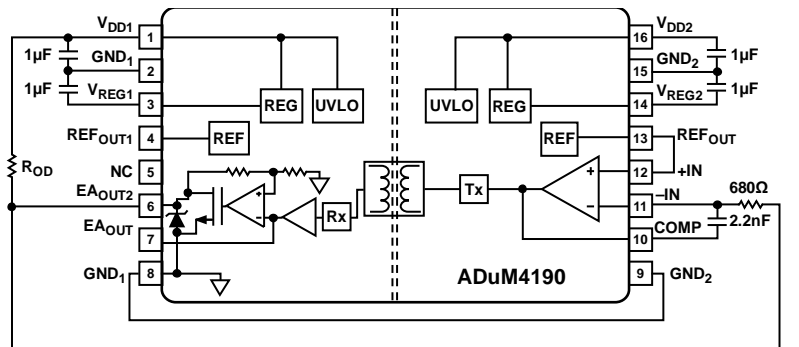 VDD1
1
1µF
GND1
2
1µF
VREG1
3
REG
UVLO
REFOUT1
4
REF
ROD
NC
5
EAOUT2
6
EAOUT
7
GND1
8
Rx
VDD2
16
1µF
GND2
15
1µF
VREG2
14
UVLO
REG
REFOUT
13
REF
+IN
12
Tx
+
−
–IN
11
680Ω
2.2nF
COMP
10
GND2
9
ADuM4190
+
−